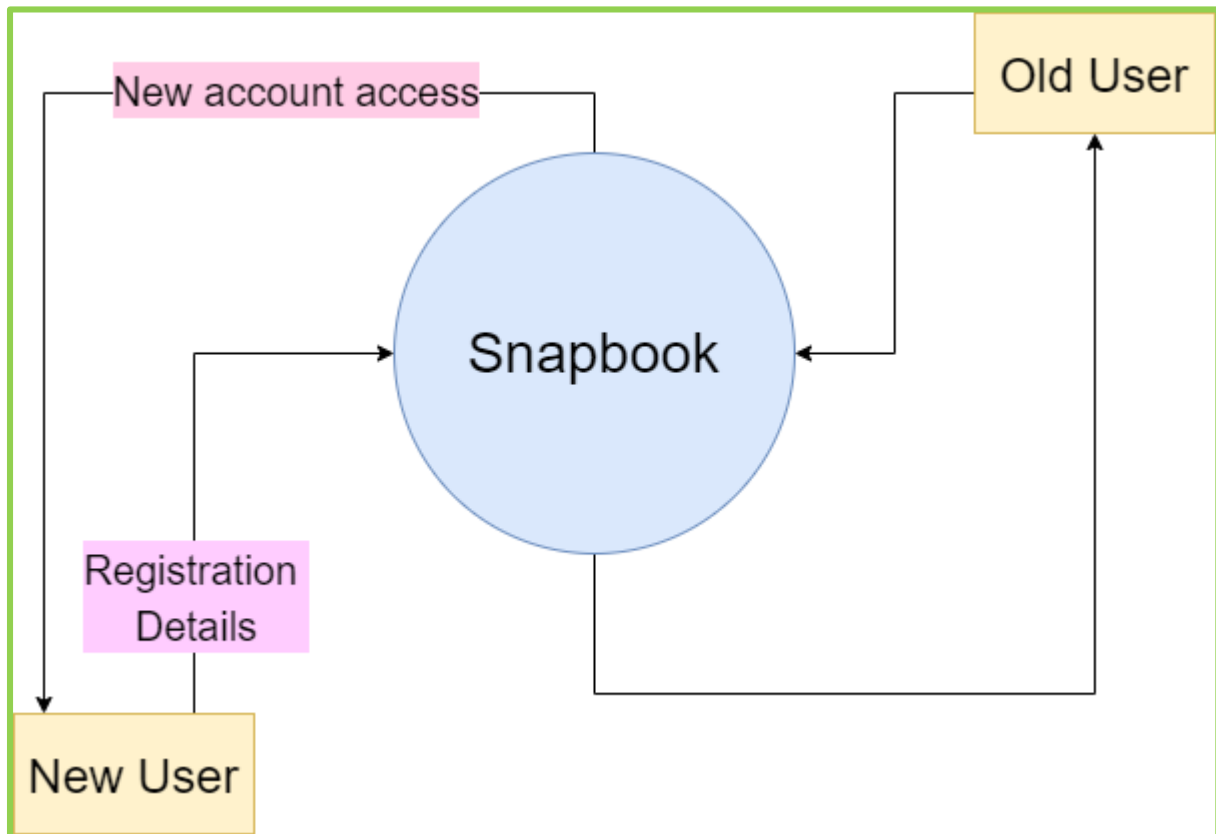 Old User
New account access
Snapbook
Registration
Details
New User